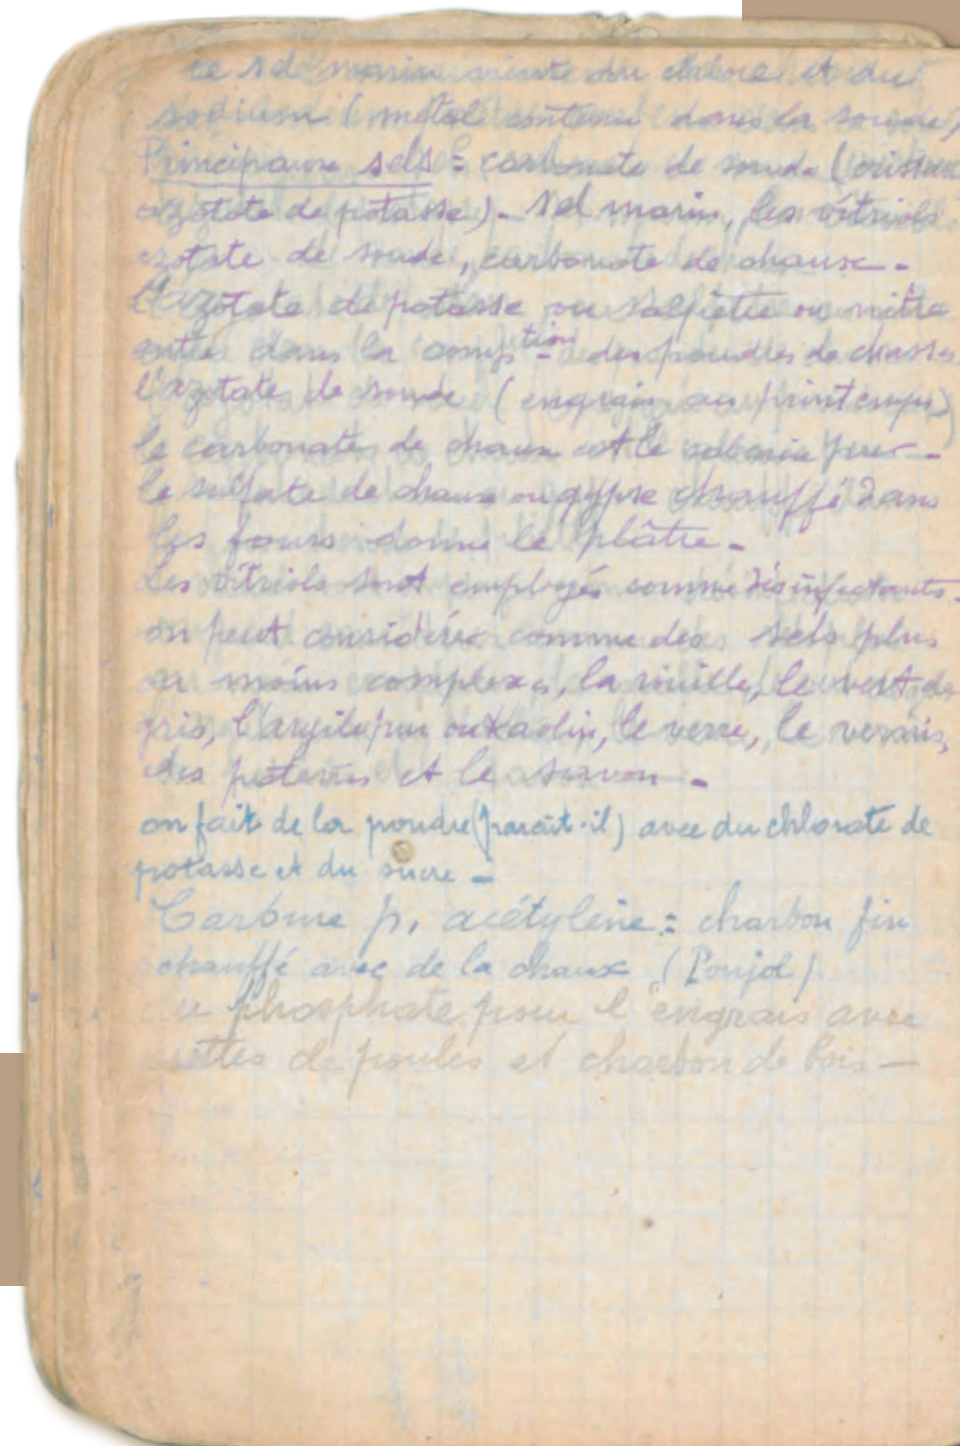 le sel marin du chlore et du
sodium (métal contenu dans la soude)
Principaux sels = carbonate de soude (cristaux
azotate de potasse). Sel marin, les vitriols
azotate de soude, carbonate de chaux -
L'azotate de potasse ou salpêtre ou nitre
entre dans la comp^tion des poudres de chasse
l'azotate de soude (engrais au printemps)
le carbonate de chaux est le pur -
le sulfate de chaux ou gypse chauffé dans
les fours donne le plâtre -
Les vitriols sont employés comme désinfectants -
on peut considérer comme des sels plus
ou moins complexes, la rouille, le vert de
gris, l'argile pur ou Kaolin, le verre, le vernis,
des poteries et le savon -
on fait de la poudre (parait-il) avec du chlorate de
potasse et du sucre -
Carbure p. acétylène = charbon fin
chauffé avec de la chaux (Poujol)
du phosphate pour l'engrais avec
de poules et charbon de bois -